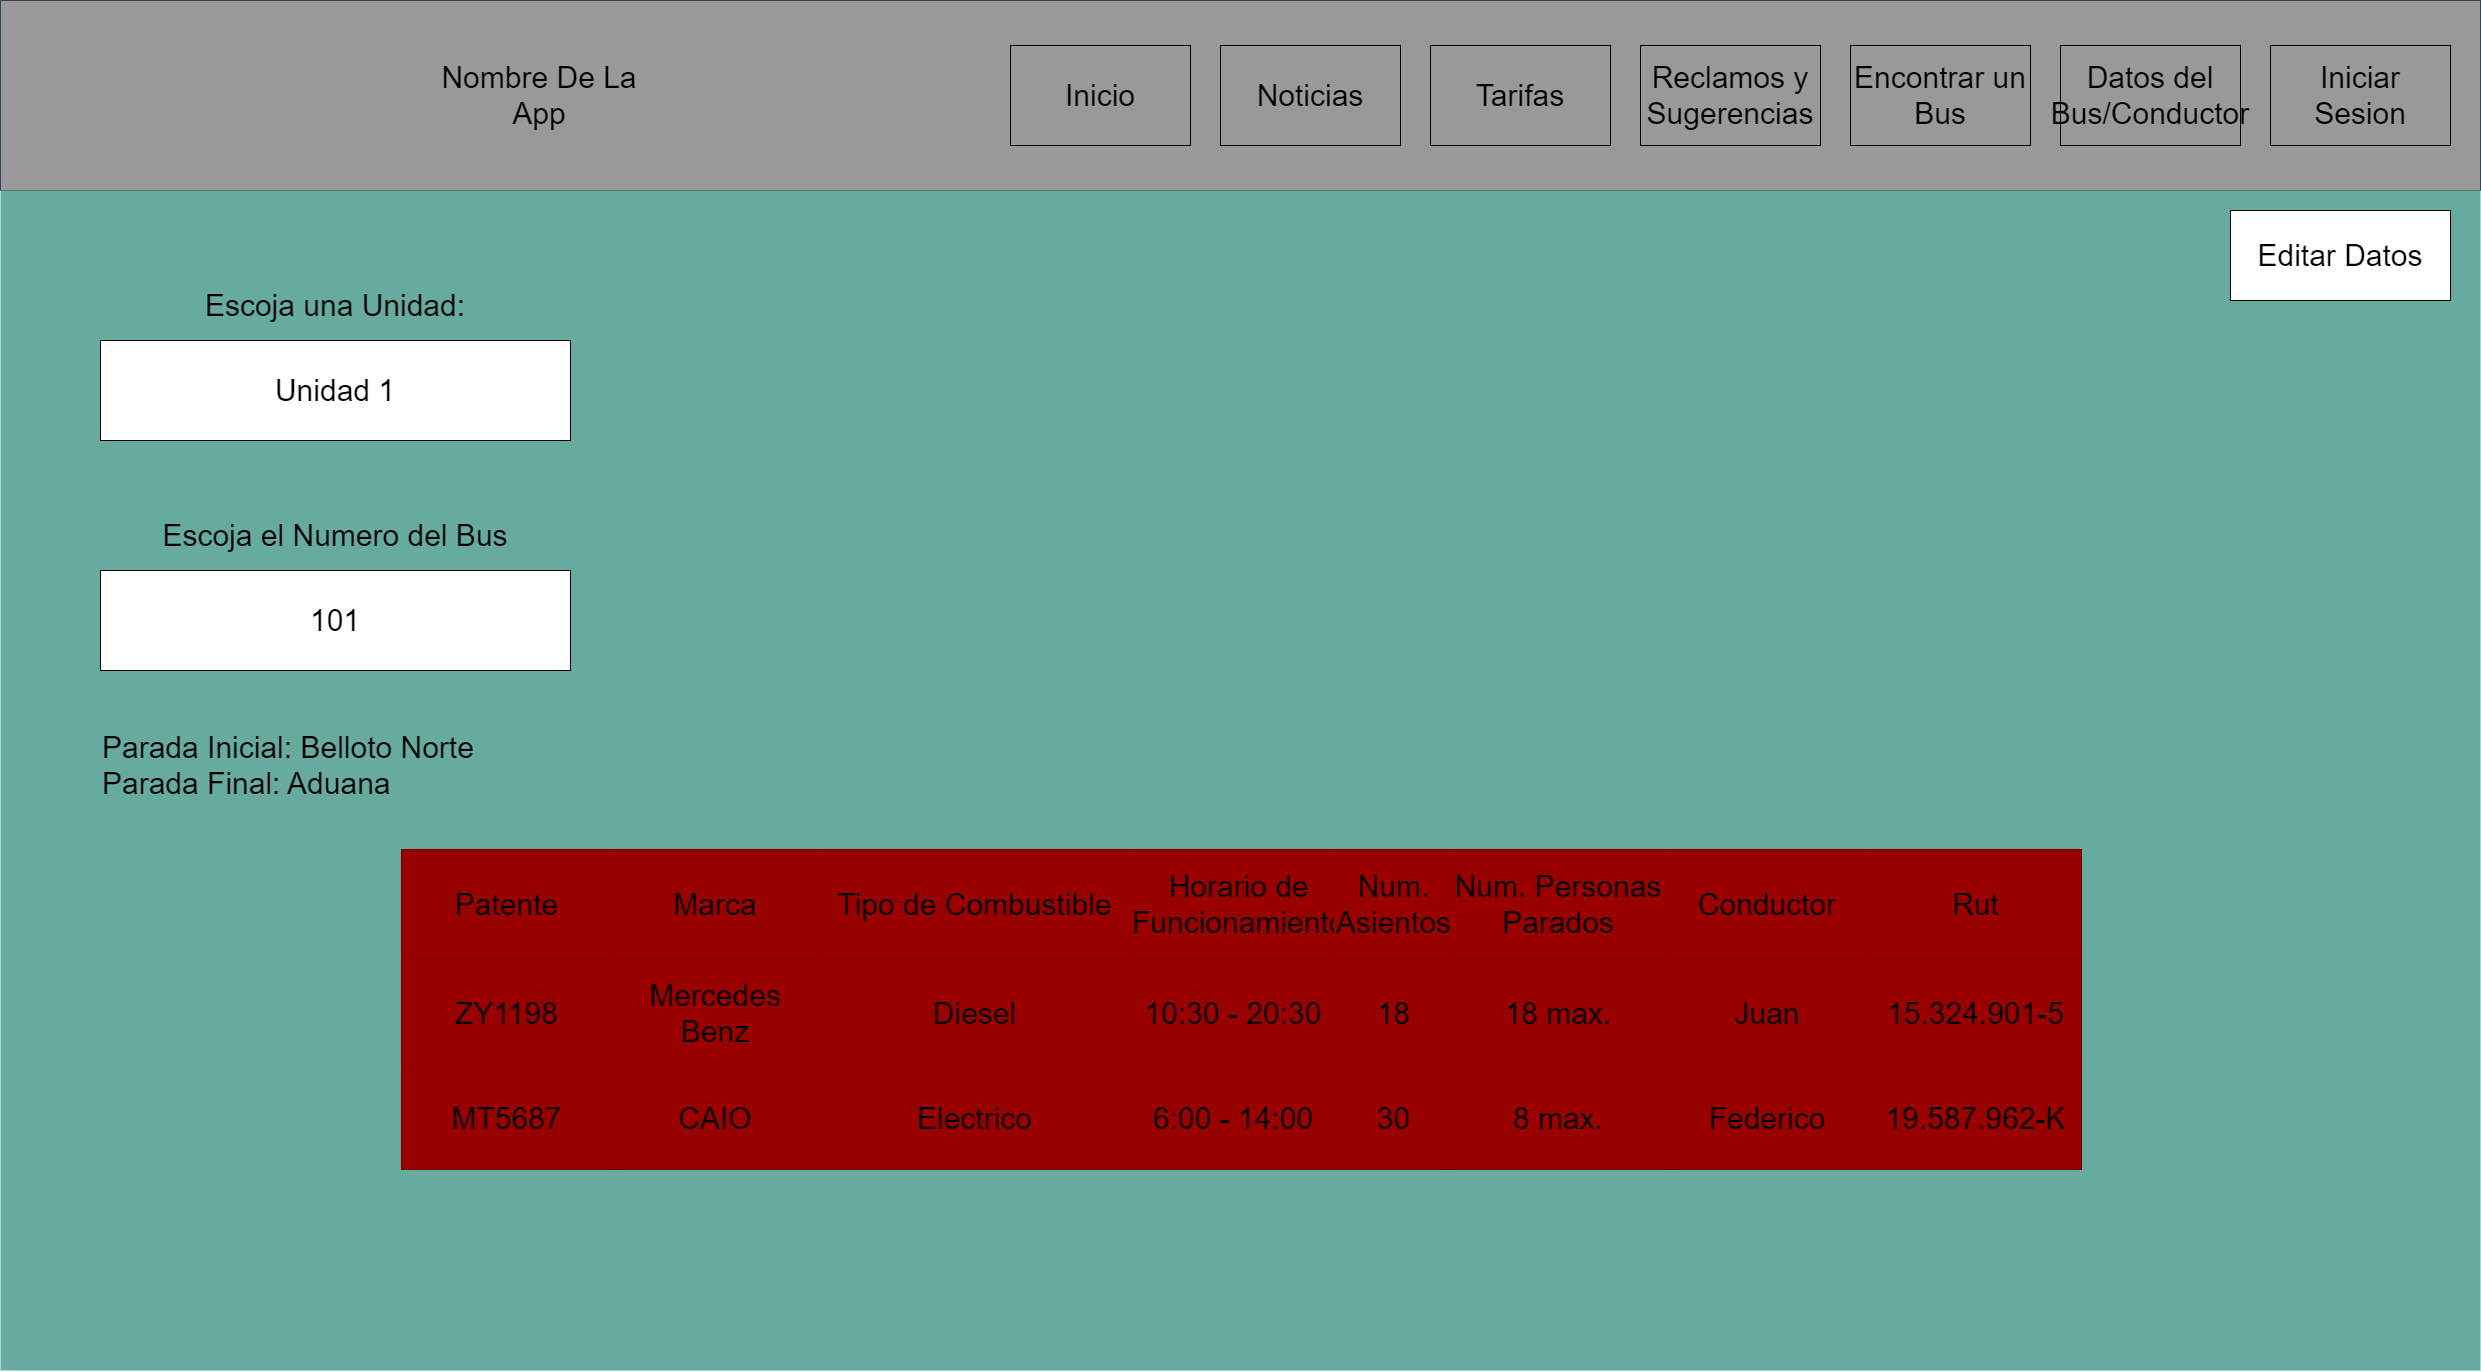 Nombre De La
App
Inicio
Noticias
Tarifas
Reclamos y
Sugerencias
Encontrar un
Bus
Datos del
Bus/Conductor
Iniciar
Sesion
Editar Datos
Escoja una Unidad:
Unidad 1
Escoja el Numero del Bus
101
Parada Inicial: Belloto Norte
Parada Final: Aduana
Patente
Marca
Tipo de Combustible
Horario de
Funcionamiento
Num.
Asientos
Num. Personas
Parados
Conductor
Rut
ZY1198
Mercedes
Benz
Diesel
10:30 - 20:30
18
18 max.
Juan
15.324.901-5
MT5687
CAIO
Electrico
6:00 - 14:00
30
8 max.
Federico
19.587.962-K